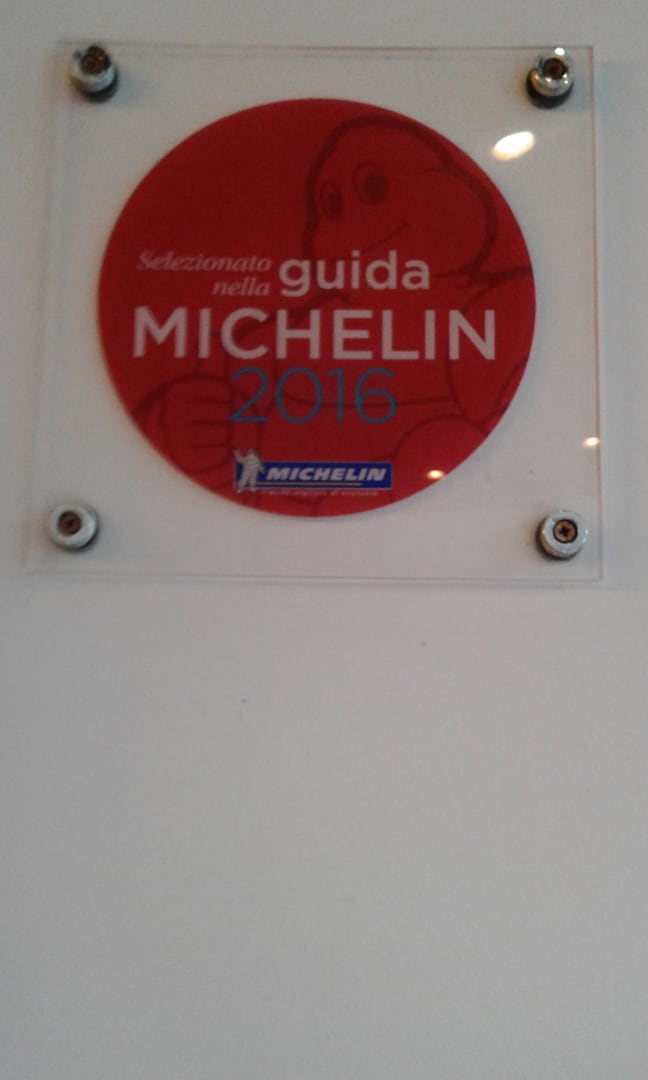 Selezionato
nella guida
MICHELIN
2016
MICHELIN